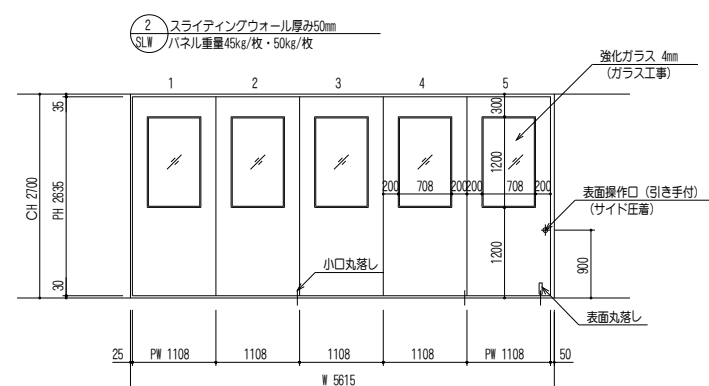 2
SLW
スライディングウォール厚み50mm
パネル重量45kg/枚・50kg/枚
強化ガラス 4mm
(ガラス工事)
1 2 3 4 5
35
300
CH 2700
PH 2635
1200
200 708 200 200 708 200
表面操作口 (引き手付)
(サイド圧着)
小口丸落し
1200
900
30
表面丸落し
25 PW 1108 1108 1108 1108 PW 1108 50
W 5615